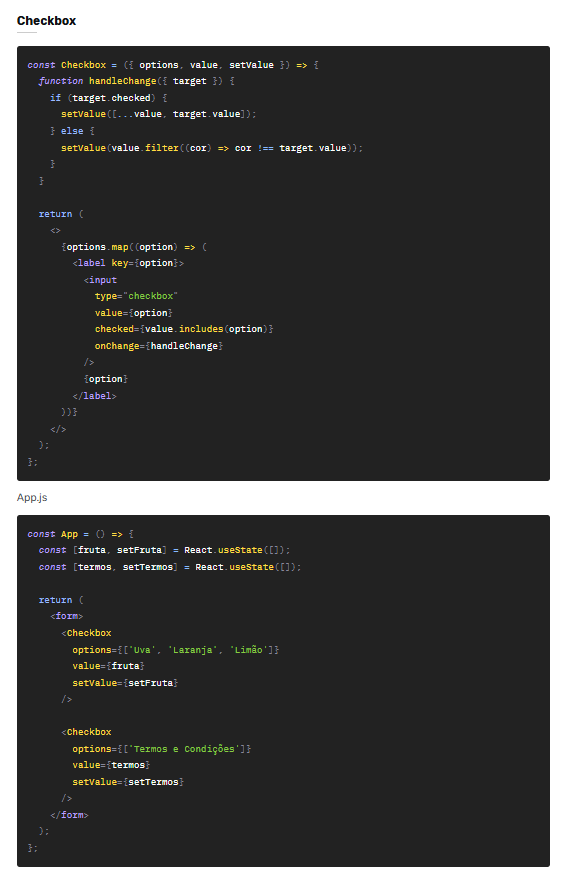 Checkbox
const Checkbox = ({ options, value, setValue }) => {
  function handleChange({ target }) {
    if (target.checked) {
      setValue([...value, target.value]);
    } else {
      setValue(value.filter((cor) => cor !== target.value));
    }
  }
  return (
    <>
      {options.map((option) => (
        <label key={option}>
          <input
            type="checkbox"
            value={option}
            checked={value.includes(option)}
            onChange={handleChange}
          />
          {option}
        </label>
      ))}
    </>
  );
};
App.js
const App = () => {
  const [fruta, setFruta] = React.useState([]);
  const [termos, setTermos] = React.useState([]);
  return (
    <form>
      <Checkbox
        options={['Uva', 'Laranja', 'Limão']}
        value={fruta}
        setValue={setFruta}
      />
      <Checkbox
        options={['Termos e Condições']}
        value={termos}
        setValue={setTermos}
      />
    </form>
  );
};